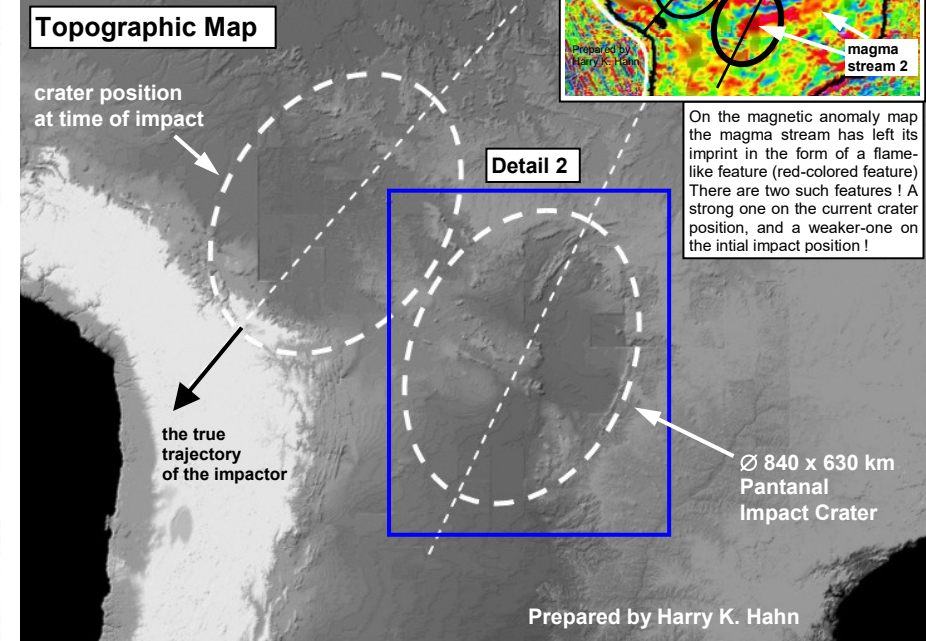 Topographic Map
Prepared by
Harry K. Hahn
magma
stream 2
crater position
at time of impact
On the magnetic anomaly map
the magma stream has left its
imprint in the form of a flame-
like feature (red-colored feature)
There are two such features ! A
strong one on the current crater
position, and a weaker-one on
the intial impact position !
Detail 2
the true
trajectory
of the impactor
Ø 840 x 630 km
Pantanal
Impact Crater
Prepared by Harry K. Hahn